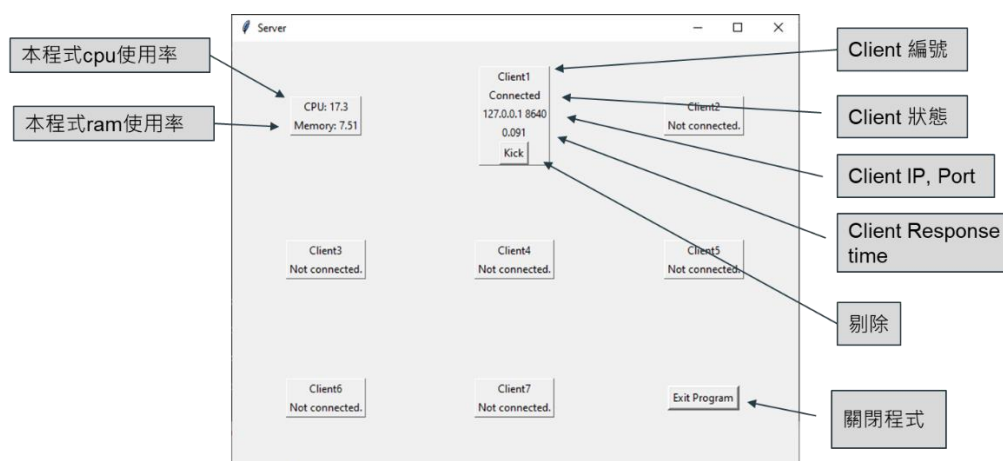 Server
本程式cpu使用率
本程式ram使用率
CPU: 17.3
Memory: 7.51
Client1
Connected
127.0.0.1 8640
0.091
Kick
Client2
Not connected.
Client3
Not connected.
Client4
Not connected.
Client5
Not connected.
Client6
Not connected.
Client7
Not connected.
Exit Program
Client 編號
Client 狀態
Client IP, Port
Client Response
time
剔除
關閉程式